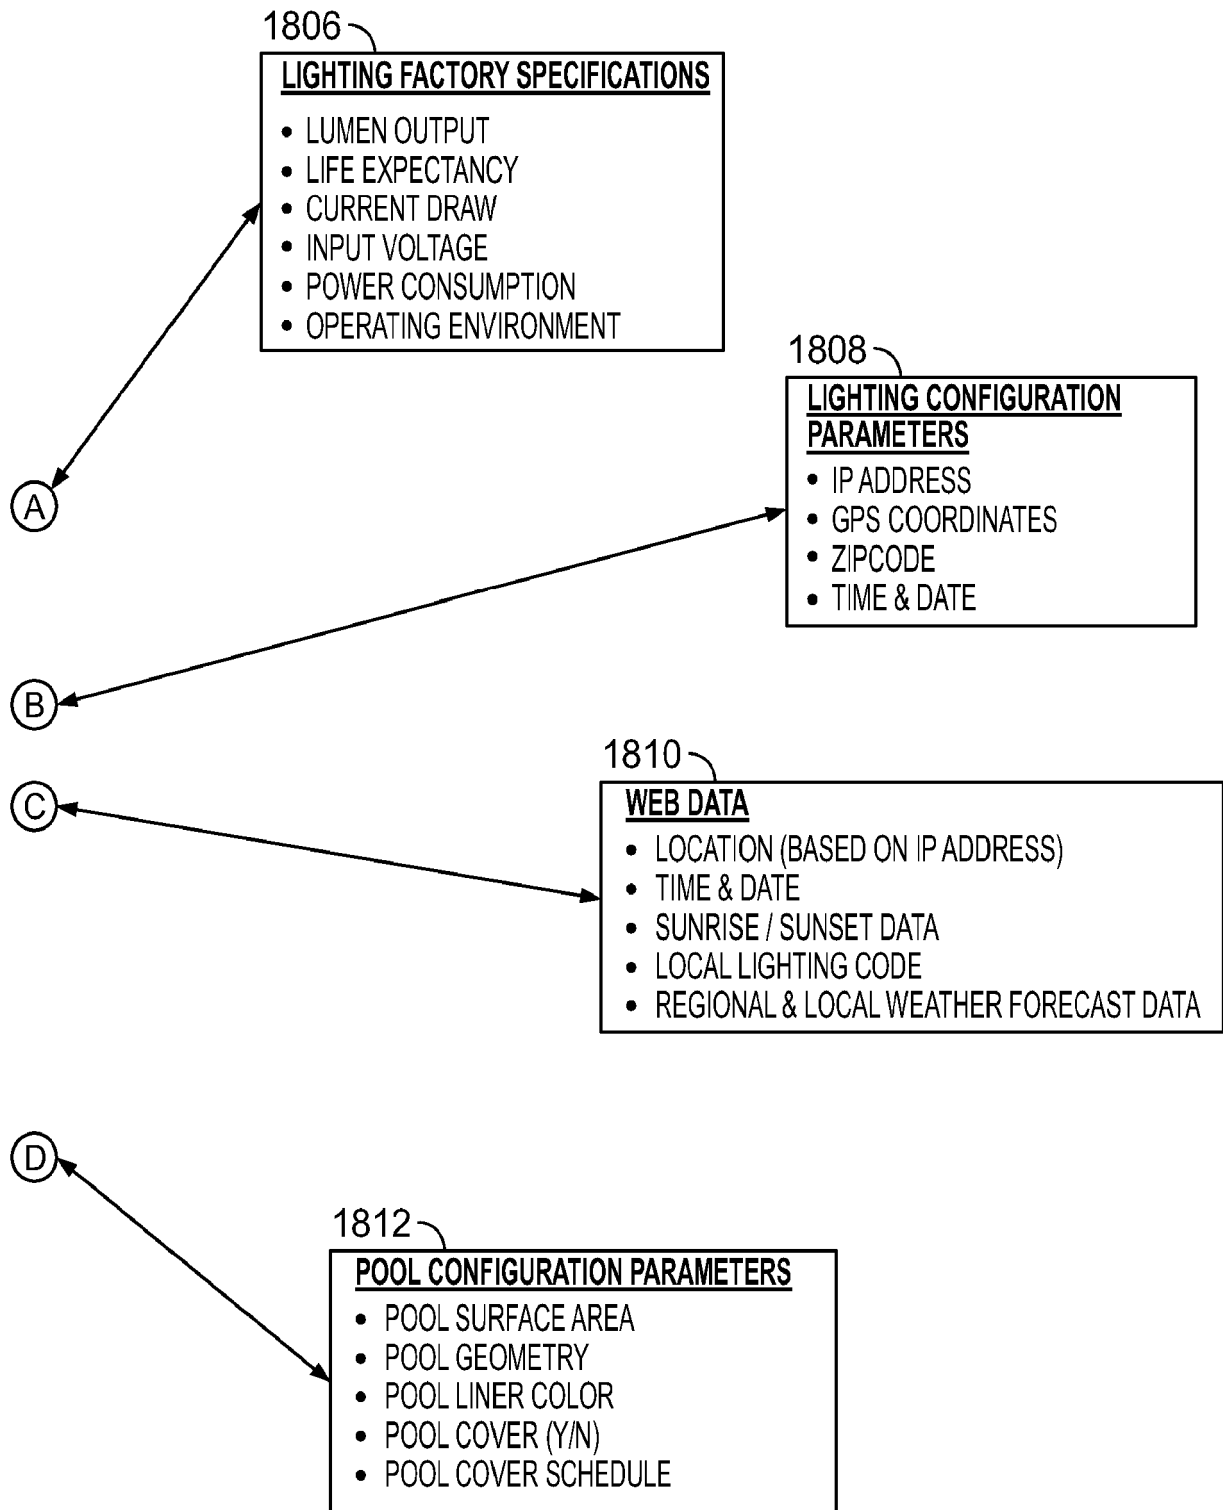 1806
LIGHTING FACTORY SPECIFICATIONS
• LUMEN OUTPUT
• LIFE EXPECTANCY
• CURRENT DRAW
• INPUT VOLTAGE
• POWER CONSUMPTION
• OPERATING ENVIRONMENT
1808
LIGHTING CONFIGURATION
PARAMETERS
• IP ADDRESS
• GPS COORDINATES
• ZIPCODE
• TIME & DATE
A
B
1810
C
WEB DATA
• LOCATION (BASED ON IP ADDRESS)
• TIME & DATE
• SUNRISE / SUNSET DATA
• LOCAL LIGHTING CODE
• REGIONAL & LOCAL WEATHER FORECAST DATA
D
1812
POOL CONFIGURATION PARAMETERS
• POOL SURFACE AREA
• POOL GEOMETRY
• POOL LINER COLOR
• POOL COVER (Y/N)
• POOL COVER SCHEDULE